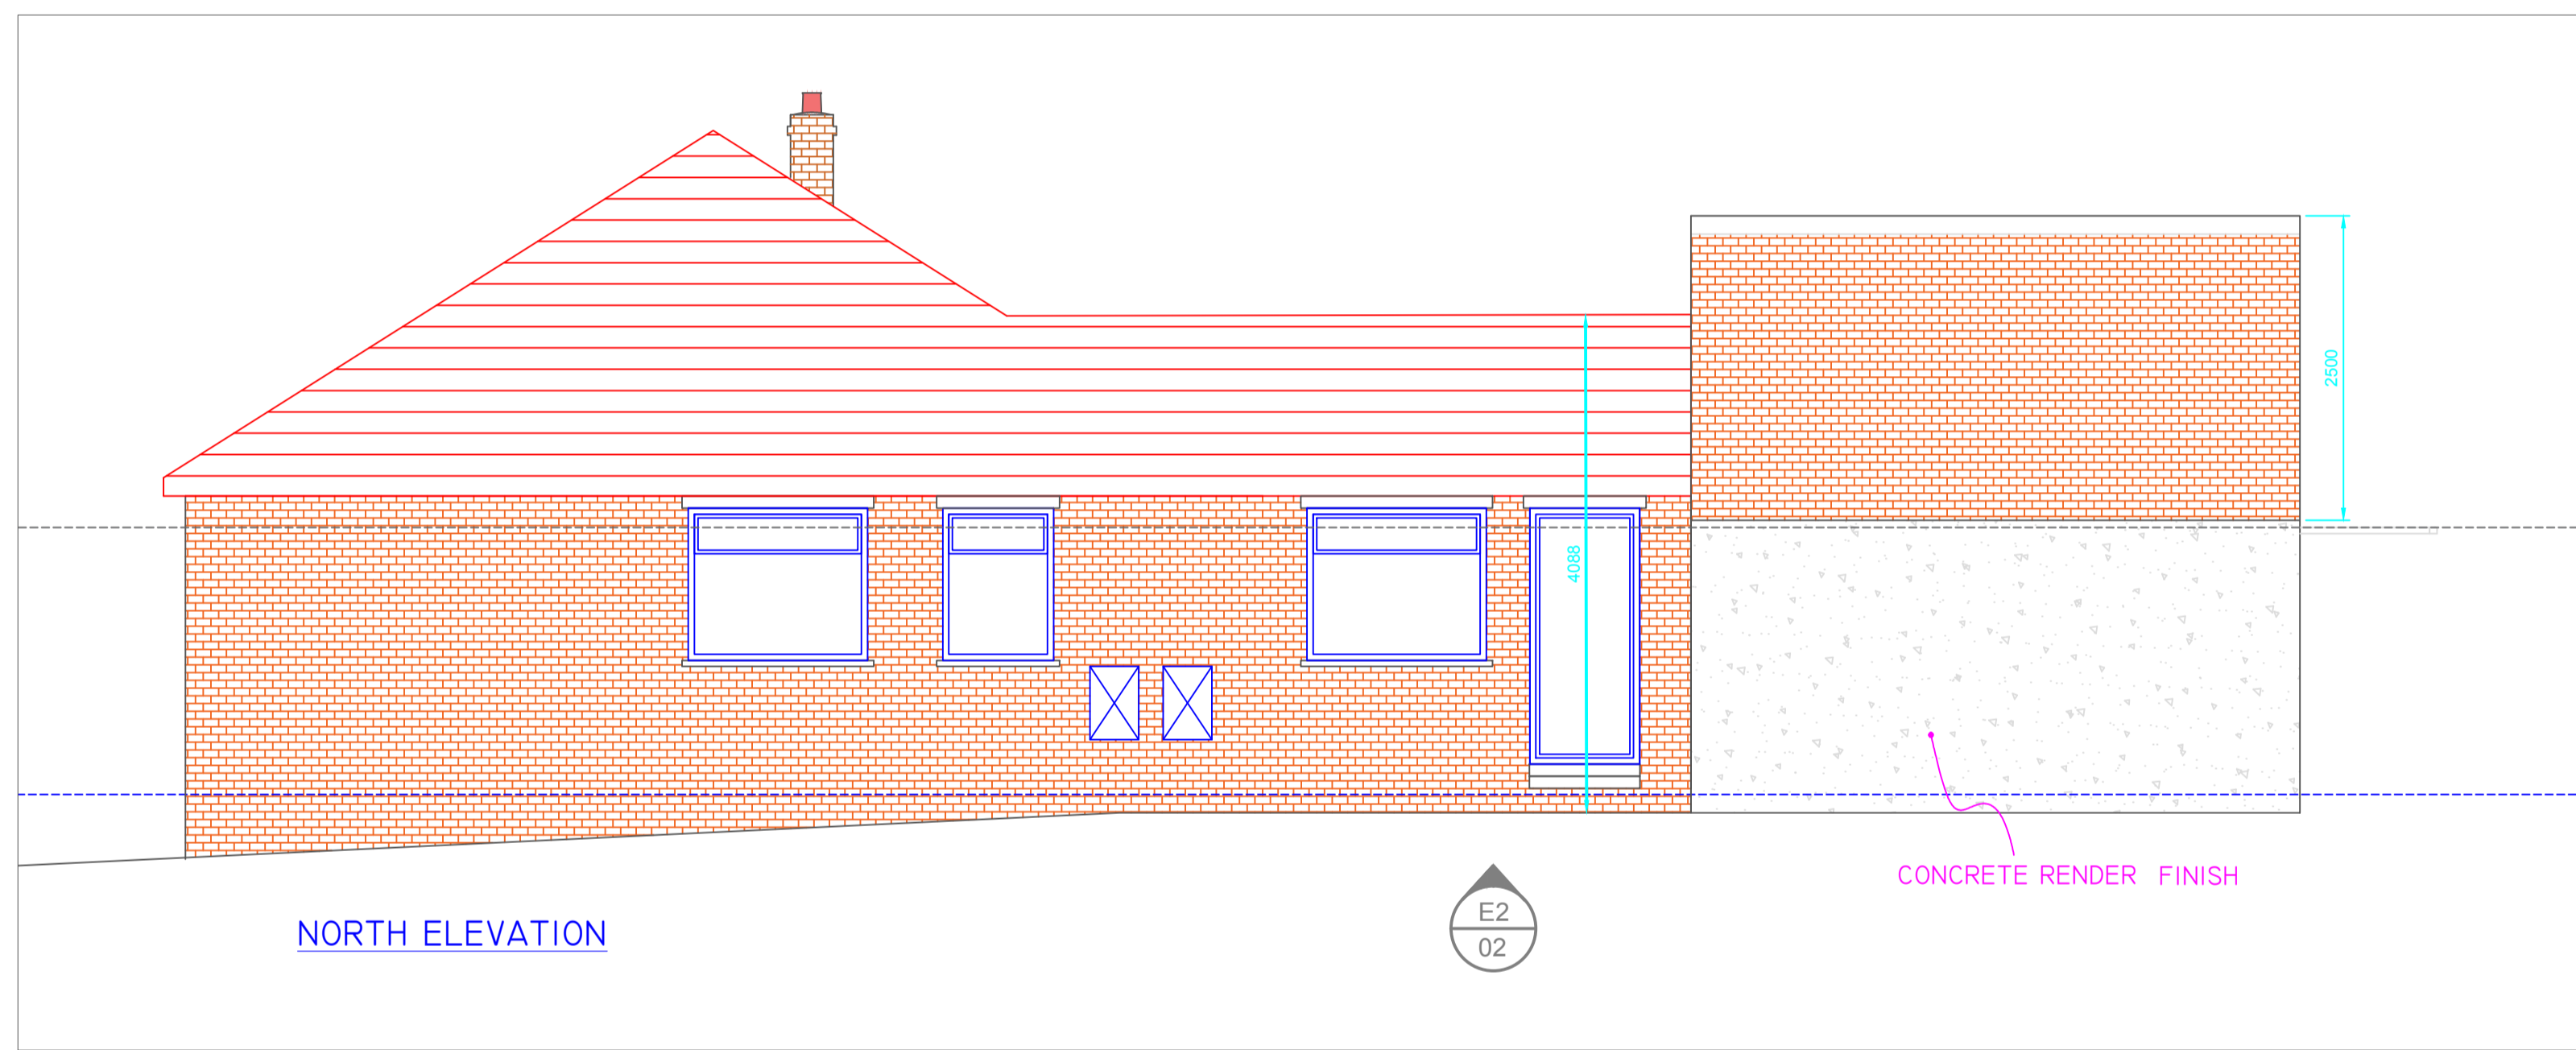 2500
4088
CONCRETE RENDER FINISH
E2
02
NORTH ELEVATION